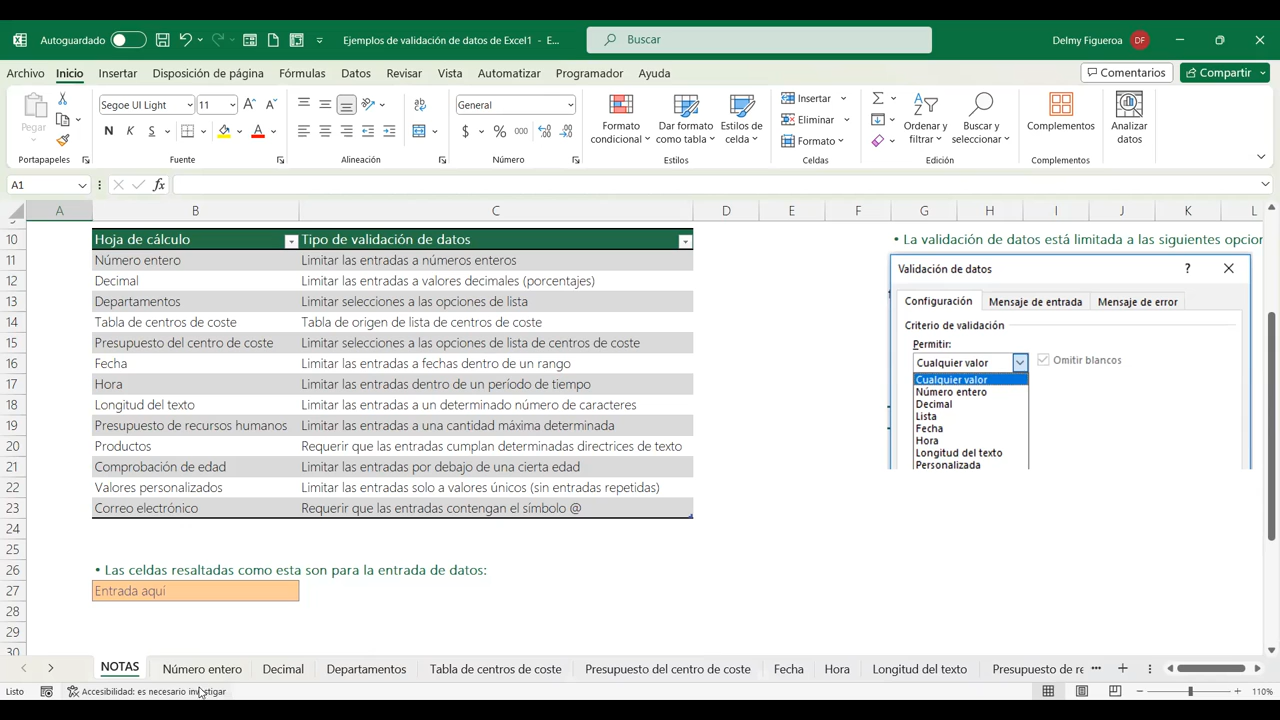 Autoguardado
Ejemplos de validación de datos de Excel1 - E...
Buscar
Delmy Figueroa
DF
Archivo Inicio Insertar Disposición de página Fórmulas Datos Revisar Vista Automatizar Programador Ayuda
Comentarios
Compartir
Pegar
Segoe UI Light
11
N K S
General
$ % 000
Formato condicional
Dar formato como tabla
Estilos de celda
Insertar
Eliminar
Formato
Ordenar y filtrar
Buscar y seleccionar
Complementos
Analizar datos
Portapapeles Fuente Alineación Número Estilos Celdas Edición Complementos
A1
fx
A B C D E F G H I J K L
10 Hoja de cálculo Tipo de validación de datos
11 Número entero Limitar las entradas a números enteros
12 Decimal Limitar las entradas a valores decimales (porcentajes)
13 Departamentos Limitar selecciones a las opciones de lista
14 Tabla de centros de coste Tabla de origen de lista de centros de coste
15 Presupuesto del centro de coste Limitar selecciones a las opciones de lista de centros de coste
16 Fecha Limitar las entradas a fechas dentro de un rango
17 Hora Limitar las entradas dentro de un período de tiempo
18 Longitud del texto Limitar las entradas a un determinado número de caracteres
19 Presupuesto de recursos humanos Limitar las entradas a una cantidad máxima determinada
20 Productos Requerir que las entradas cumplan determinadas directrices de texto
21 Comprobación de edad Limitar las entradas por debajo de una cierta edad
22 Valores personalizados Limitar las entradas solo a valores únicos (sin entradas repetidas)
23 Correo electrónico Requerir que las entradas contengan el símbolo @
24
25
26 • Las celdas resaltadas como esta son para la entrada de datos:
27 Entrada aquí
28
29
30
• La validación de datos está limitada a las siguientes opcion
Validación de datos ?
Configuración Mensaje de entrada Mensaje de error
Criterio de validación
Permitir:
Cualquier valor
Omitir blancos
Cualquier valor
Número entero
Decimal
Lista
Fecha
Hora
Longitud del texto
Personalizada
NOTAS Número entero Decimal Departamentos Tabla de centros de coste Presupuesto del centro de coste Fecha Hora Longitud del texto Presupuesto de re
Listo
Accesibilidad: es necesario investigar
110%